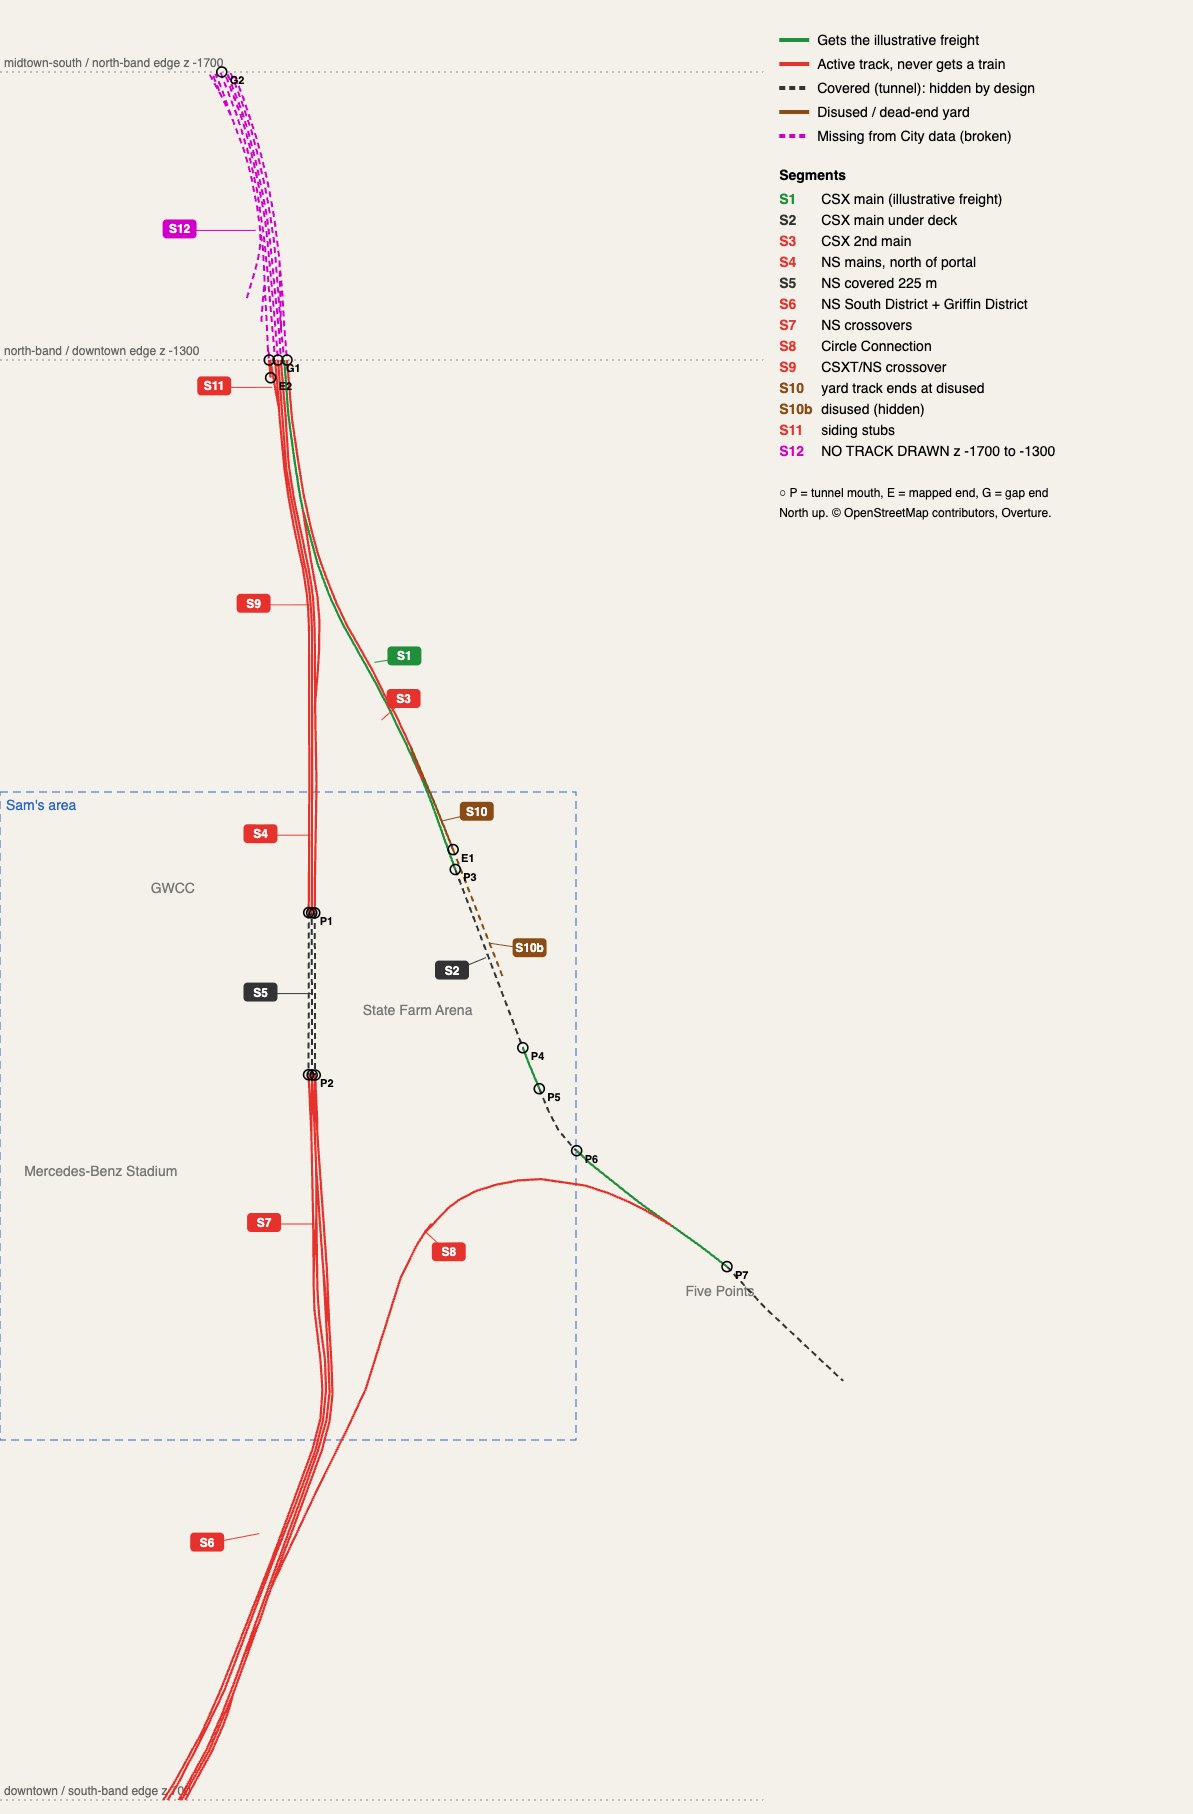 midtown-south / north-band edge z -1700
G2
S12
north-band / downtown edge z -1300
G1
E2
S11
S9
S1
S3
Sam's area
S10
S4
E1
P3
GWCC
P1
S10b
S2
S5
State Farm Arena
P4
P2
P5
P6
Mercedes-Benz Stadium
S7
S8
P7
Five Points
S6
downtown / south-band edge z 700
Gets the illustrative freight
Active track, never gets a train
Covered (tunnel): hidden by design
Disused / dead-end yard
Missing from City data (broken)
Segments
S1 CSX main (illustrative freight)
S2 CSX main under deck
S3 CSX 2nd main
S4 NS mains, north of portal
S5 NS covered 225 m
S6 NS South District + Griffin District
S7 NS crossovers
S8 Circle Connection
S9 CSXT/NS crossover
S10 yard track ends at disused
S10b disused (hidden)
S11 siding stubs
S12 NO TRACK DRAWN z -1700 to -1300
○ P = tunnel mouth, E = mapped end, G = gap end
North up. © OpenStreetMap contributors, Overture.